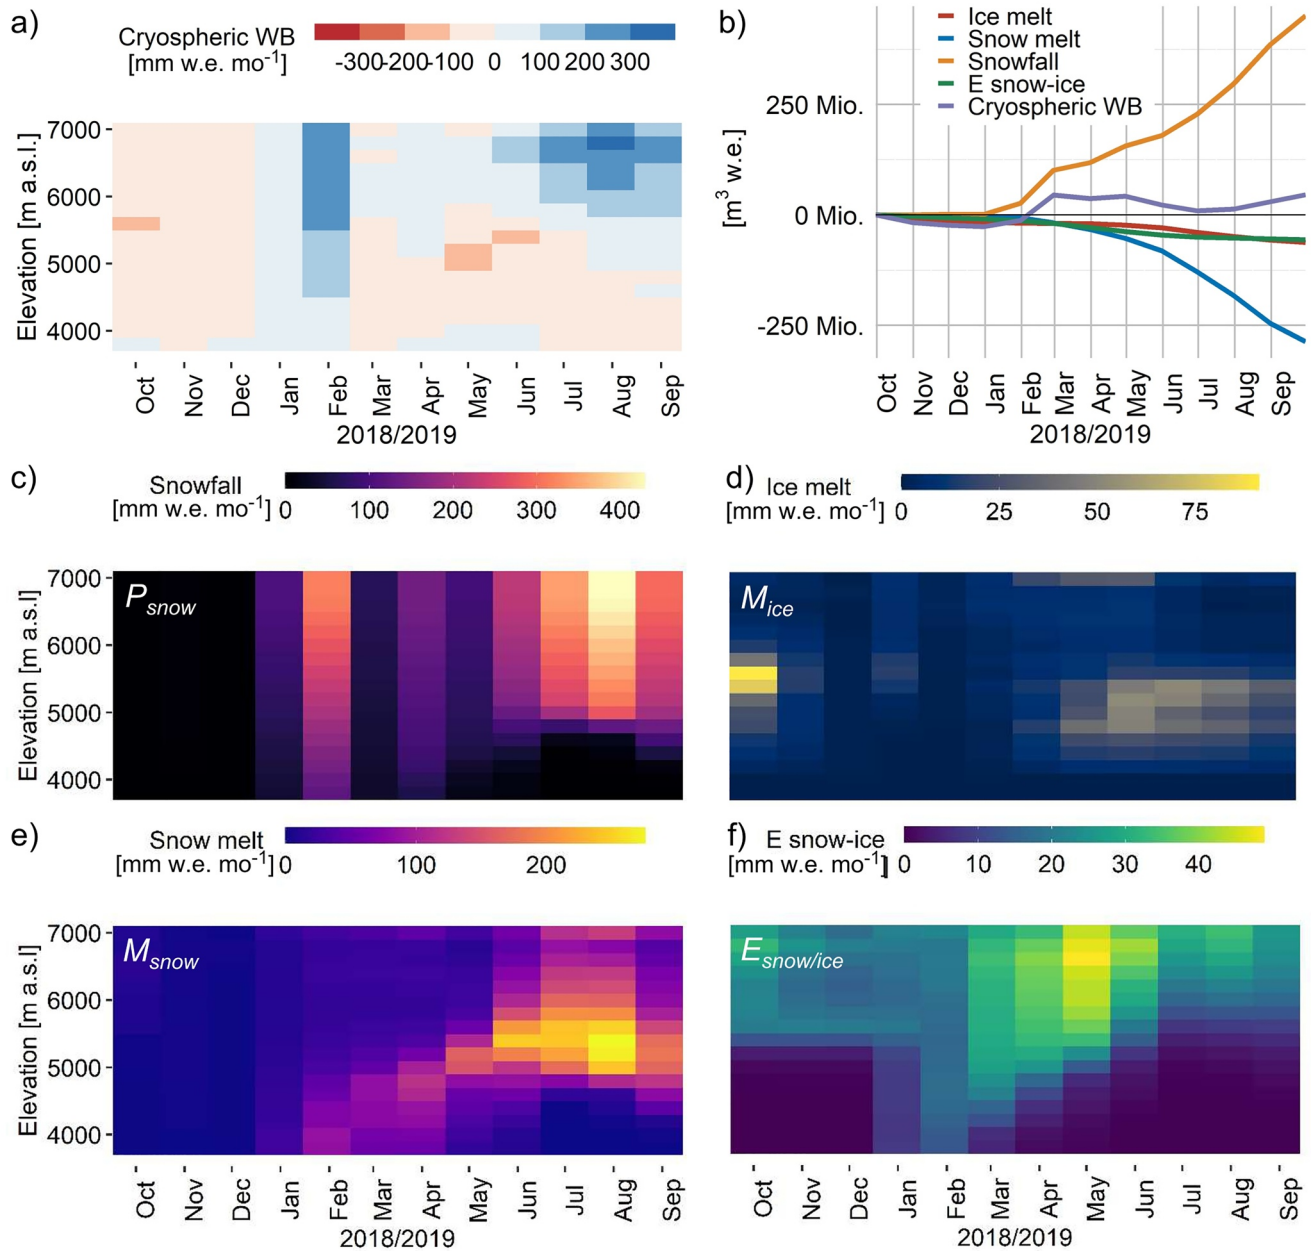 a)
Cryospheric WB
[mm w.e. mo-1]
-300 -200 -100 0 100 200 300
Elevation [m a.s.l.]
7000
6000
5000
4000
Oct Nov Dec Jan Feb Mar Apr May Jun Jul Aug Sep
2018/2019
b)
Ice melt
Snow melt
Snowfall
E snow-ice
Cryospheric WB
[m3 w.e.]
250 Mio.
0 Mio.
-250 Mio.
Oct Nov Dec Jan Feb Mar Apr May Jun Jul Aug Sep
2018/2019
c)
Snowfall
[mm w.e. mo-1]
0 100 200 300 400
Elevation [m a.s.l]
7000
6000
5000
4000
Psnow
d)
Ice melt
[mm w.e. mo-1]
0 25 50 75
Mice
e)
Snow melt
[mm w.e. mo-1]
0 100 200
Elevation [m a.s.l]
7000
6000
5000
4000
Msnow
Oct Nov Dec Jan Feb Mar Apr May Jun Jul Aug Sep
2018/2019
f)
E snow-ice
[mm w.e. mo-1]
0 10 20 30 40
Esnow/ice
Oct Nov Dec Jan Feb Mar Apr May Jun Jul Aug Sep
2018/2019